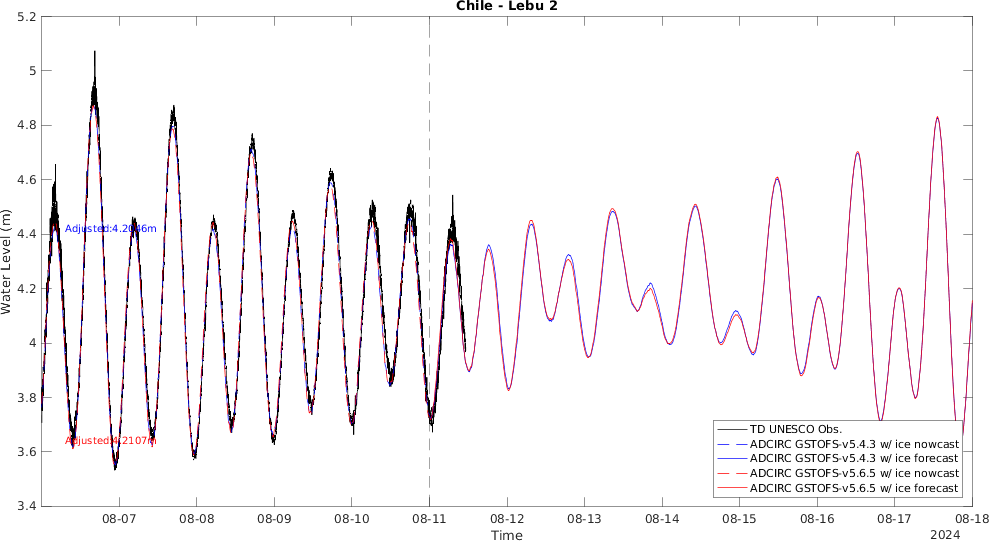 Chile - Lebu 2
5.2
5
4.8
4.6
4.4
4.2
4
3.8
3.6
3.4
Water Level (m)
Adjusted:4.2046m
Adjusted:4.2107m
TD UNESCO Obs.
ADCIRC GSTOFS-v5.4.3 w/ ice nowcast
ADCIRC GSTOFS-v5.4.3 w/ ice forecast
ADCIRC GSTOFS-v5.6.5 w/ ice nowcast
ADCIRC GSTOFS-v5.6.5 w/ ice forecast
08-07 08-08 08-09 08-10 08-11 08-12 08-13 08-14 08-15 08-16 08-17 08-18
Time
2024